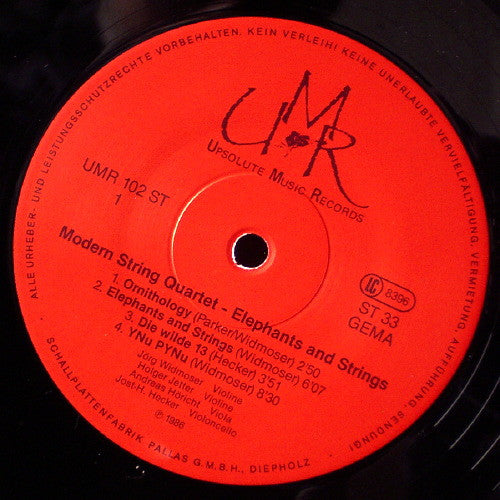 ALLE URHEBER- UND LEISTUNGSSCHUTZRECHTE VORBEHALTEN. KEIN VERLEIH! KEINE UNERLAUBTE VERVIELFÄLTIGUNG, VERMIETUNG, AUFFÜHRUNG, SENDUNG!
UMR
UPSOLUTE MUSIC RECORDS
UMR 102 ST
1
LC 8396
ST 33
GEMA
Modern String Quartet - Elephants and Strings
1. Ornithology (Parker/Widmoser) 2'50
2. Elephants and Strings (Widmoser) 6'07
3. Die wilde 13 (Hecker) 3'51
4. YNu PYNu (Widmoser) 8'30
Jörg Widmoser Violine
Holger Jetter Violine
Andreas Höricht Viola
Jost-H. Hecker Violoncello
℗ 1986
SCHALLPLATTENFABRIK PALLAS G.M.B.H., DIEPHOLZ